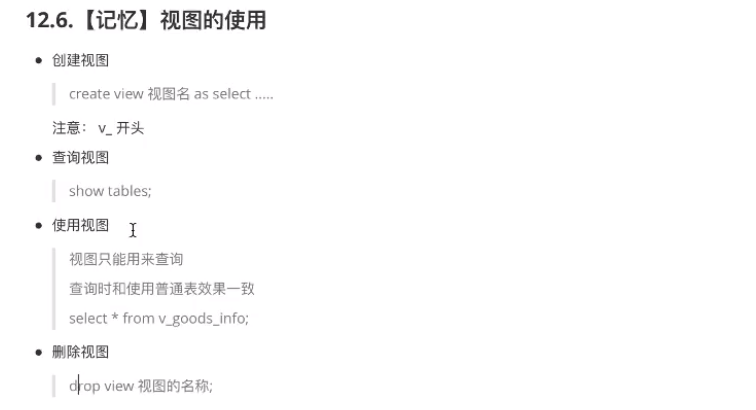 12.6.【记忆】视图的使用
创建视图
create view 视图名 as select .....
注意： v_ 开头
查询视图
show tables;
使用视图
视图只能用来查询
查询时和使用普通表效果一致
select * from v_goods_info;
删除视图
drop view 视图的名称;